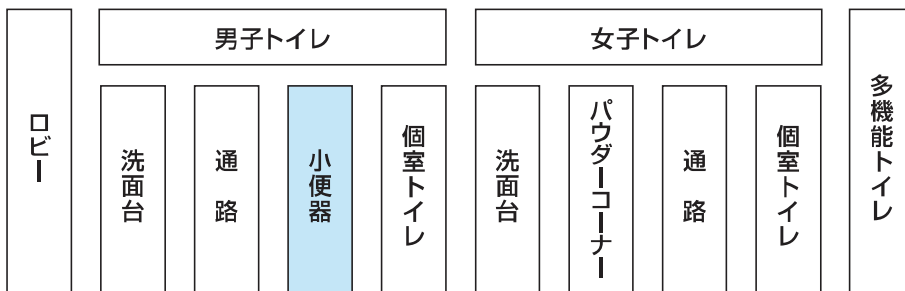 ロビー
男子トイレ
洗面台
通路
小便器
個室トイレ
女子トイレ
洗面台
パウダーコーナー
通路
個室トイレ
多機能トイレ